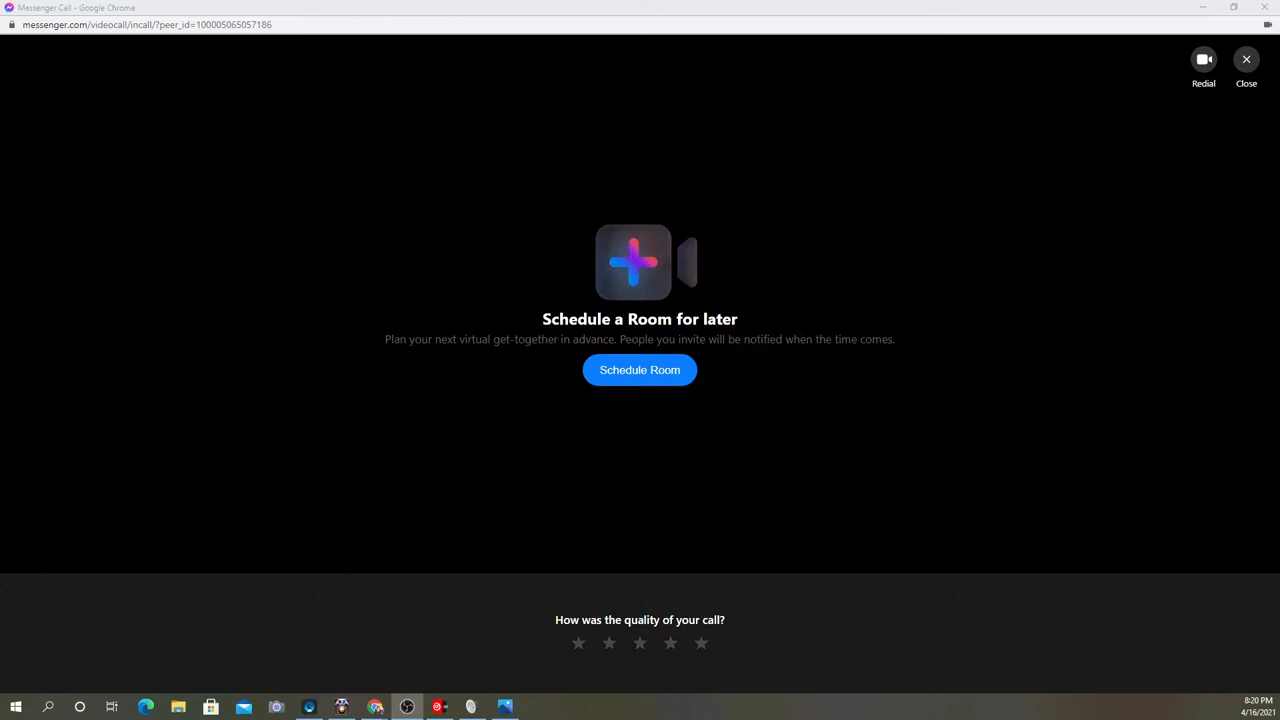 Messenger Call - Google Chrome
messenger.com/videocall/incall/?peer_id=100005065057186
Redial
Close
Schedule a Room for later
Plan your next virtual get-together in advance. People you invite will be notified when the time comes.
Schedule Room
How was the quality of your call?
8:20 PM
4/16/2021